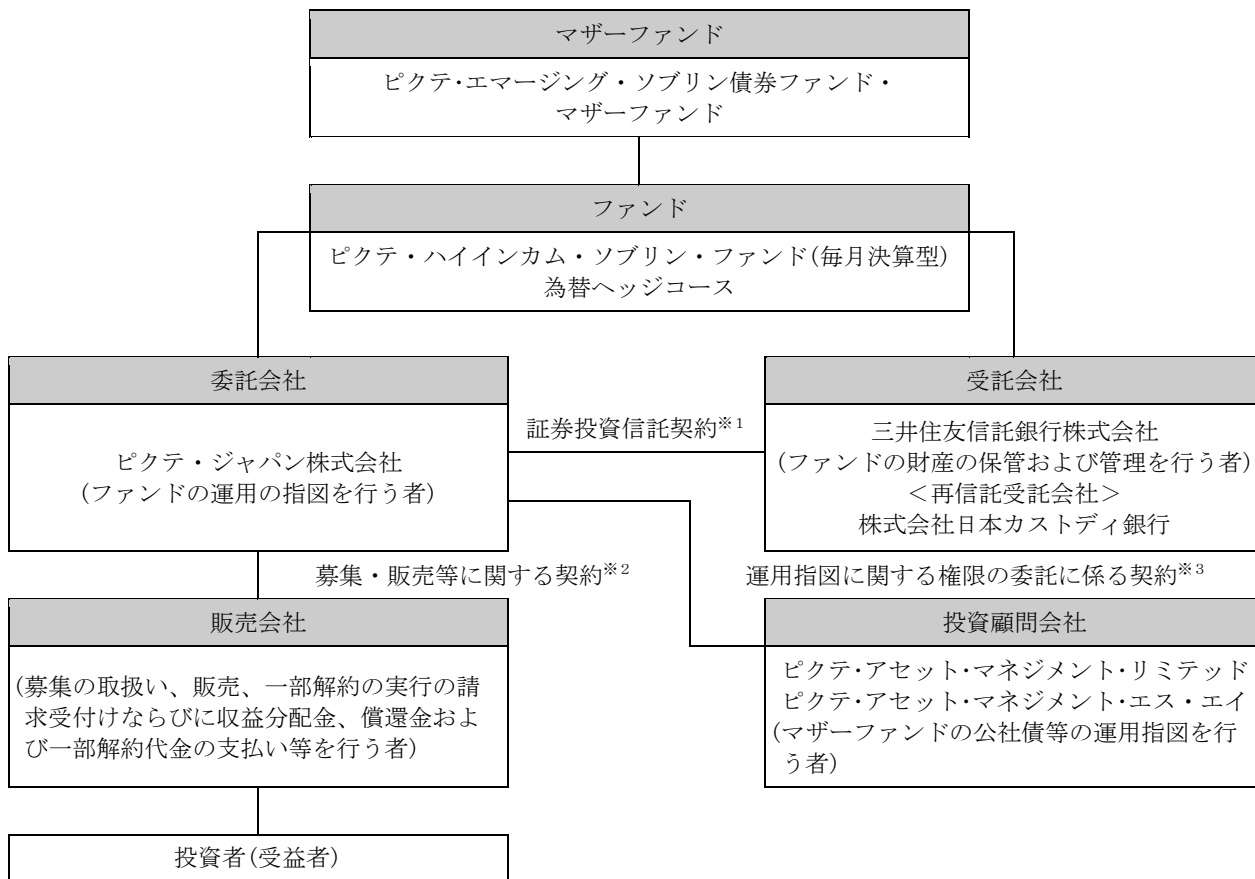 マザーファンド
ピクテ･エマージング・ソブリン債券ファンド・
マザーファンド
ファンド
ピクテ・ハイインカム・ソブリン・ファンド(毎月決算型)
為替ヘッジコース
委託会社
ピクテ・ジャパン株式会社
(ファンドの運用の指図を行う者)
証券投資信託契約※1
受託会社
三井住友信託銀行株式会社
(ファンドの財産の保管および管理を行う者)
＜再信託受託会社＞
株式会社日本カストディ銀行
募集・販売等に関する契約※2
運用指図に関する権限の委託に係る契約※3
販売会社
(募集の取扱い、販売、一部解約の実行の請
求受付けならびに収益分配金、償還金およ
び一部解約代金の支払い等を行う者)
投資顧問会社
ピクテ･アセット･マネジメント･リミテッド
ピクテ･アセット･マネジメント･エス・エイ
(マザーファンドの公社債等の運用指図を行
う者)
投資者(受益者)